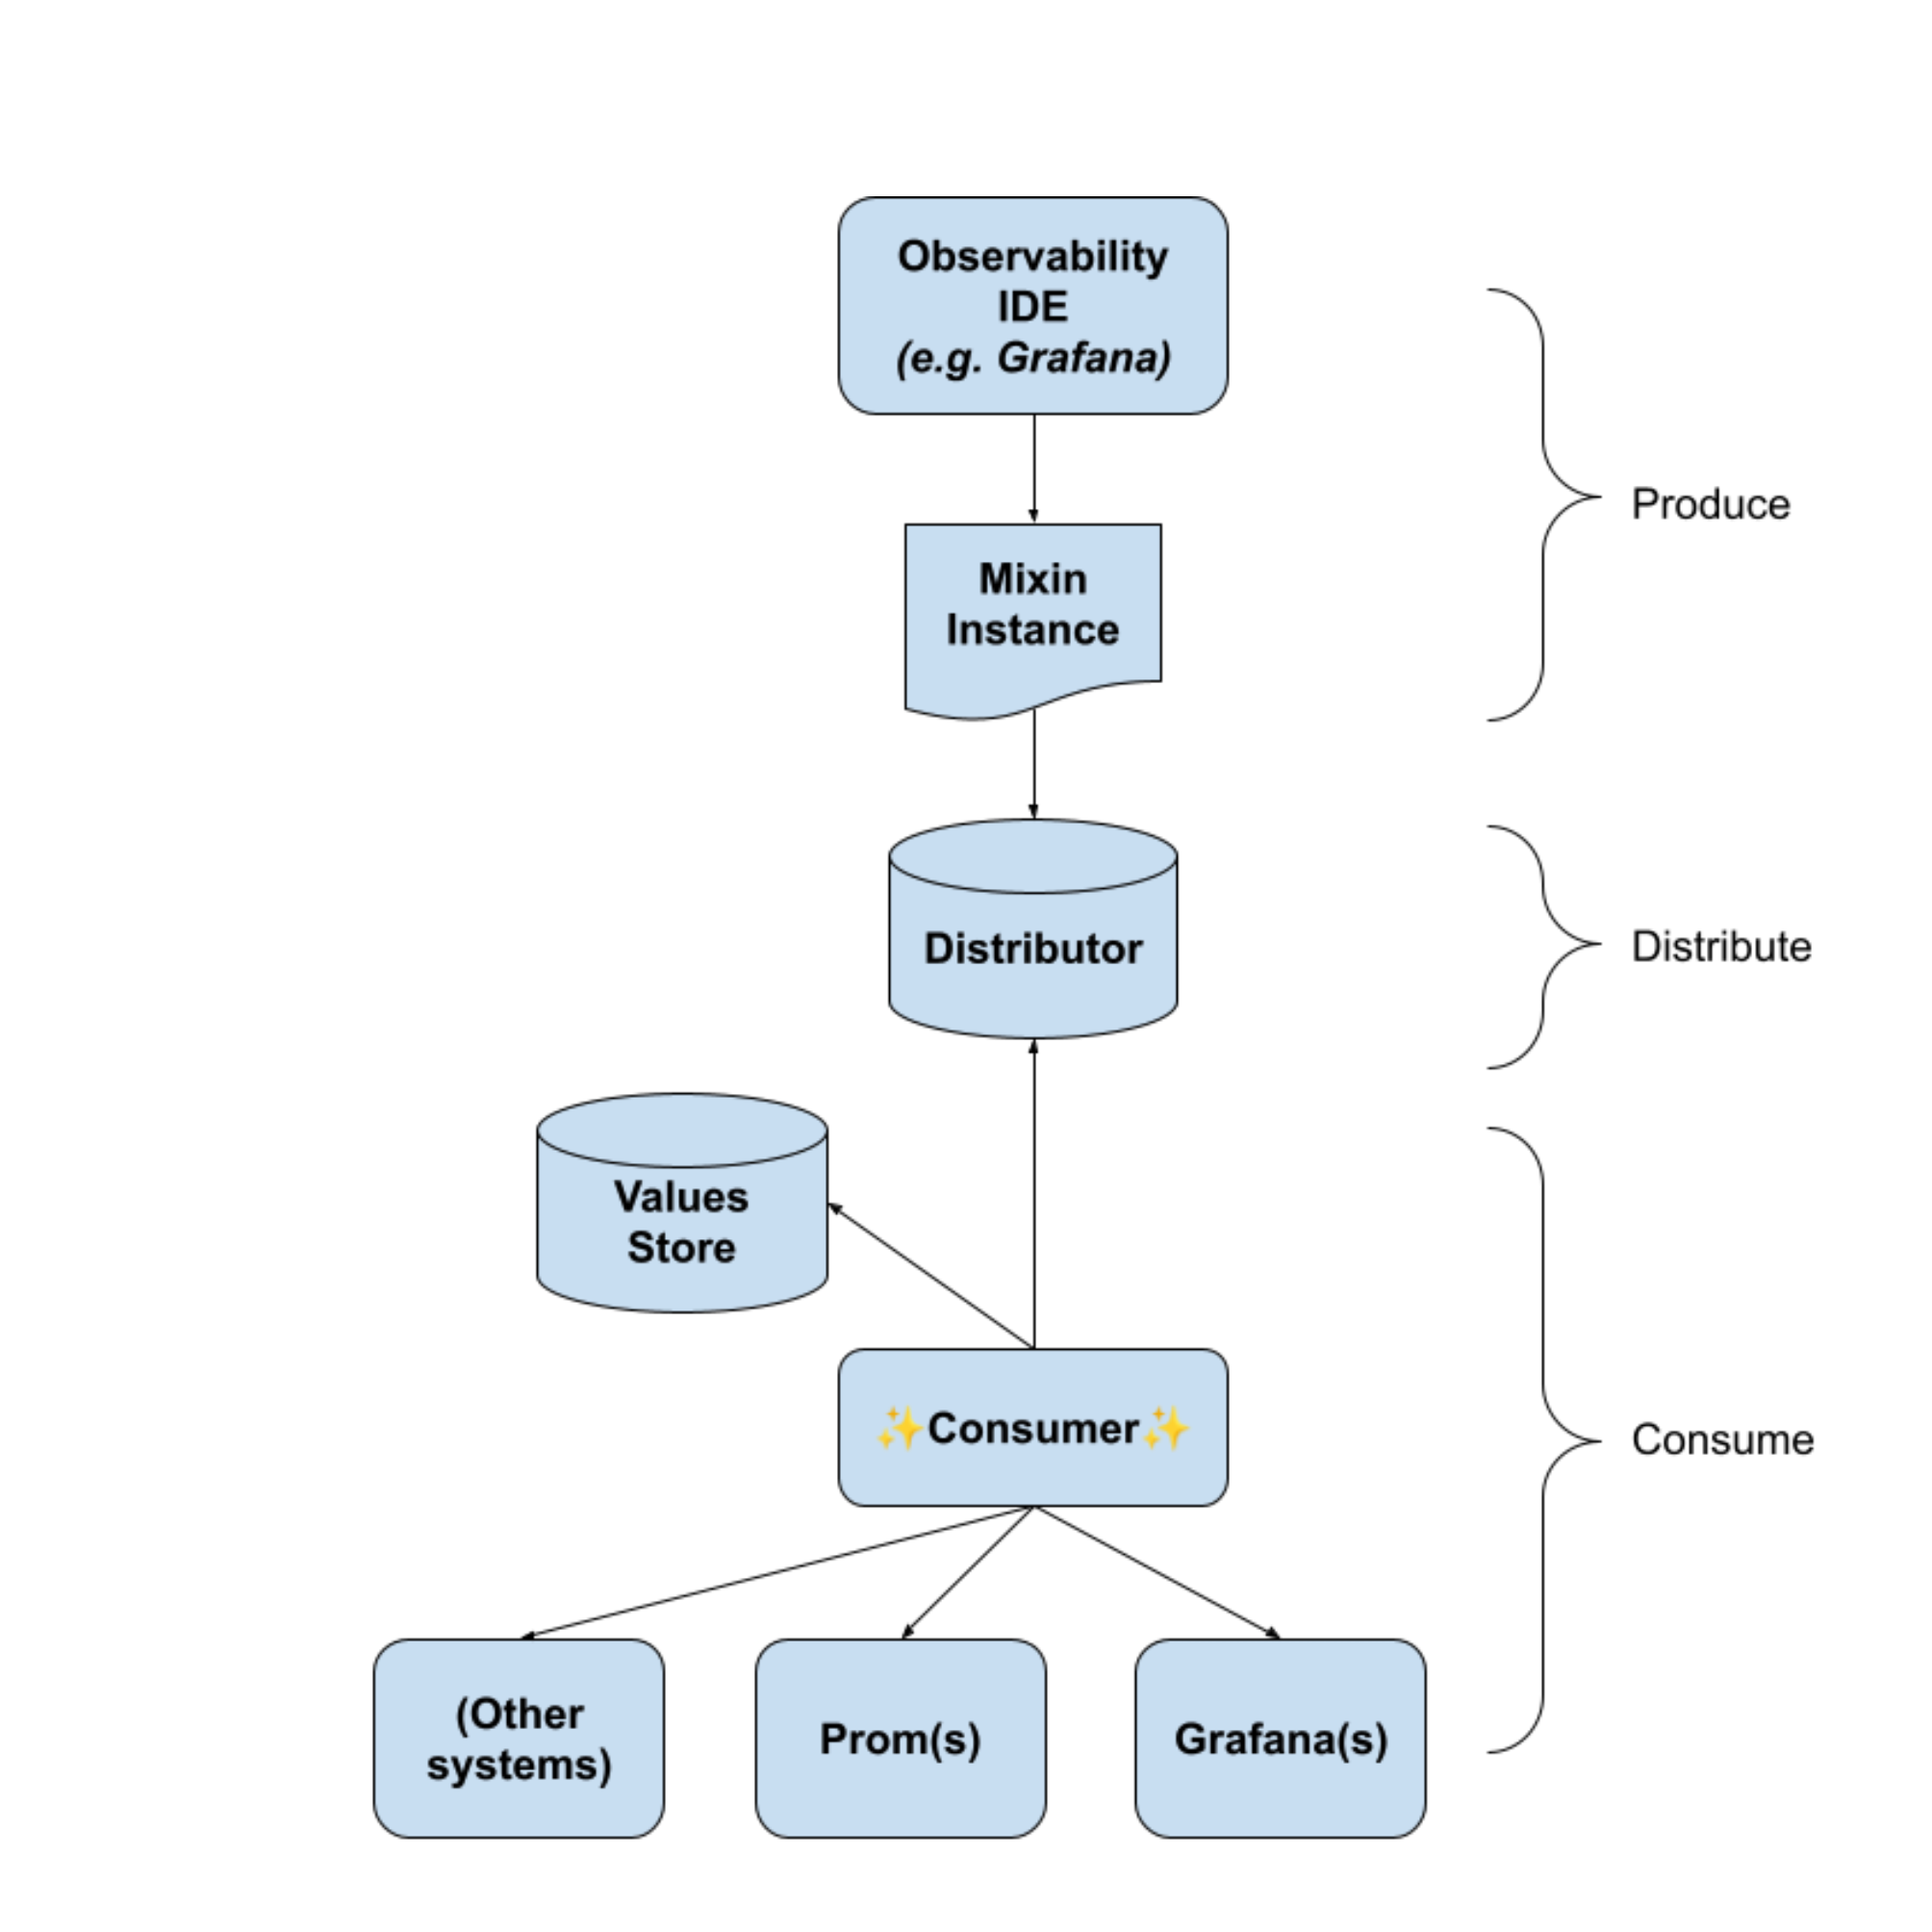 Observability
IDE
(e.g. Grafana)
Produce
Mixin
Instance
Distributor
Distribute
Values
Store
✨Consumer✨
Consume
(Other
systems)
Prom(s)
Grafana(s)